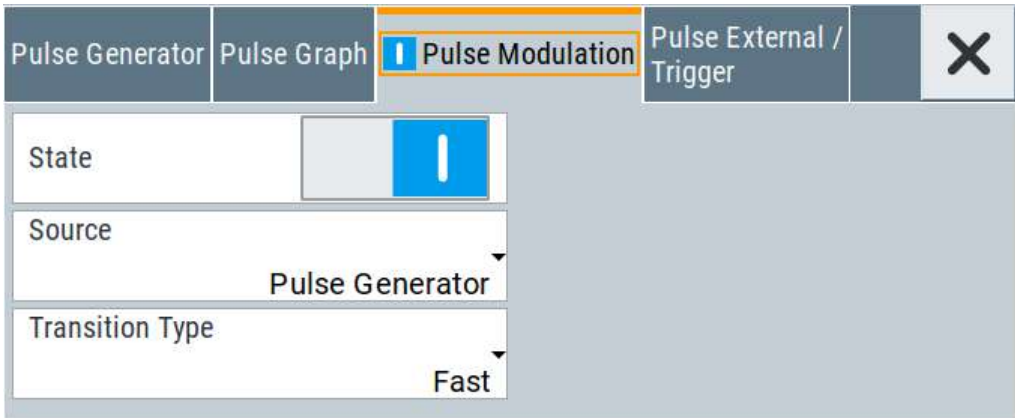 Pulse Generator
Pulse Graph
Pulse Modulation
Pulse External /
Trigger
State
Source
Pulse Generator
Transition Type
Fast